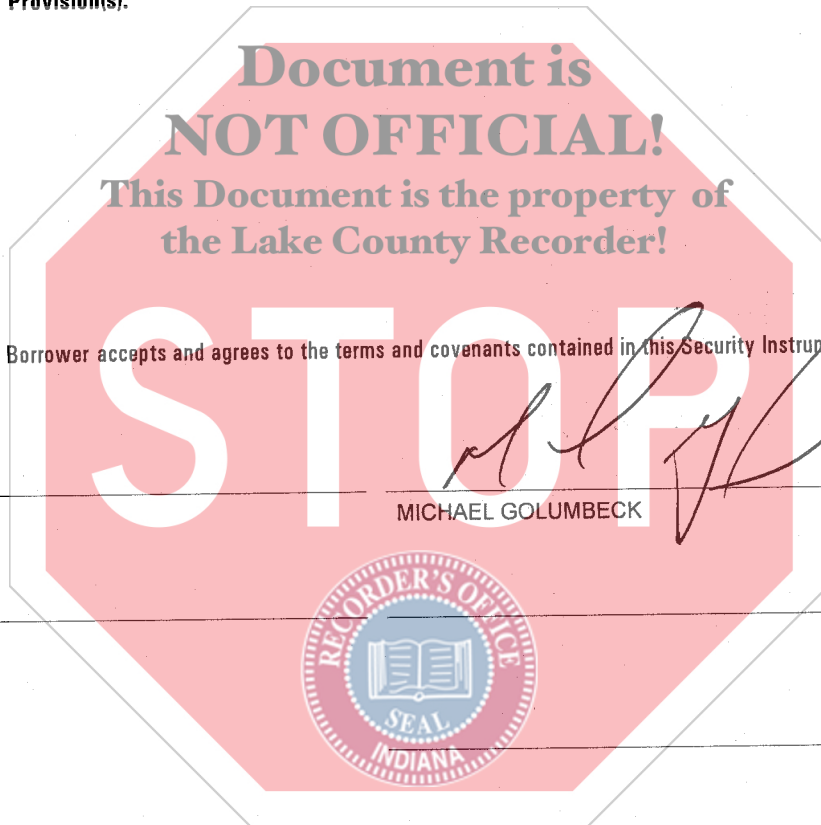 Provision(s).
Document is
NOT OFFICIAL!
This Document is the property of
the Lake County Recorder!
STOP
Borrower accepts and agrees to the terms and covenants contained in this Security
MICHAEL GOLUMBECK
RECORDER'S OFFICE
SEAL
INDIANA